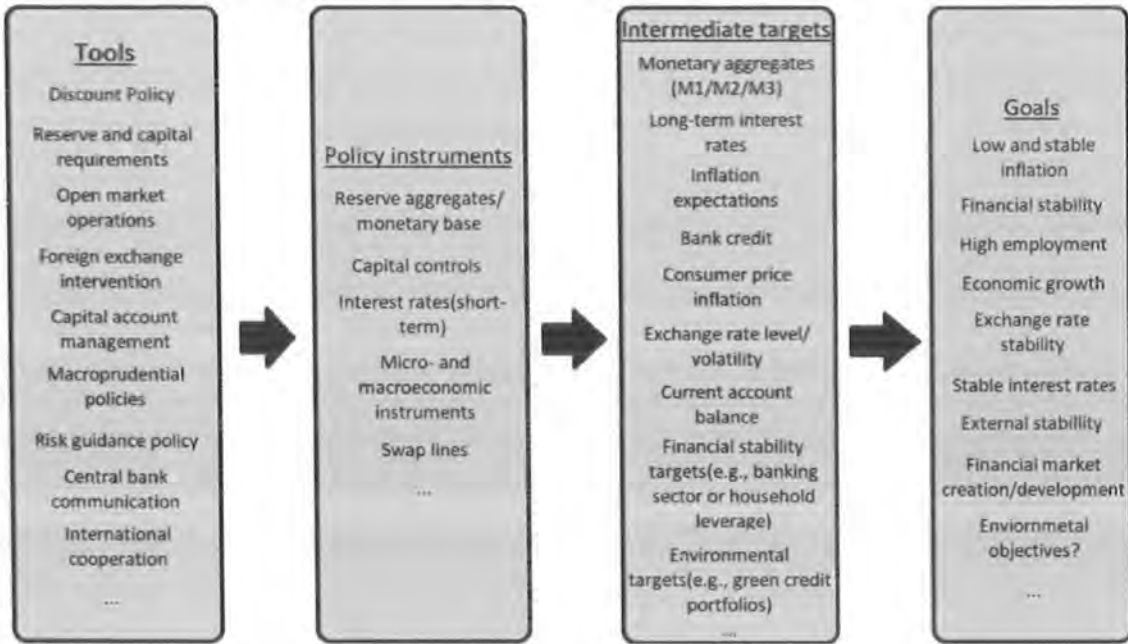 Tools
Discount Policy
Reserve and capital
requirements
Open market
operations
Foreign exchange
intervention
Capital account
management
Macroprudential
policies
Risk guidance policy
Central bank
communication
International
cooperation
...
Policy instruments
Reserve aggregates/
monetary base
Capital controls
Interest rates(short-
term)
Micro- and
macroeconomic
instruments
Swap lines
...
Intermediate targets
Monetary aggregates
(M1/M2/M3)
Long-term interest
rates
Inflation
expectations
Bank credit
Consumer price
inflation
Exchange rate level/
volatility
Current account
balance
Financial stability
targets(e.g., banking
sector or household
leverage)
Environmental
targets(e.g., green credit
portfolios)
...
Goals
Low and stable
inflation
Financial stability
High employment
Economic growth
Exchange rate
stability
Stable interest rates
External stabillity
Financial market
creation/development
Enviornmetal
objectives?
...